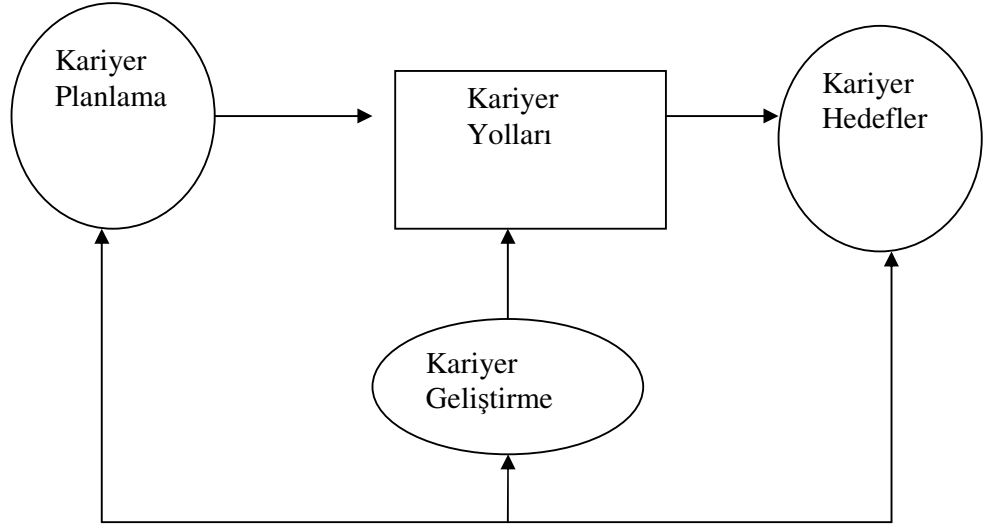 Kariyer
Planlama
Kariyer
Yolları
Kariyer
Hedefler
Kariyer
Geliştirme